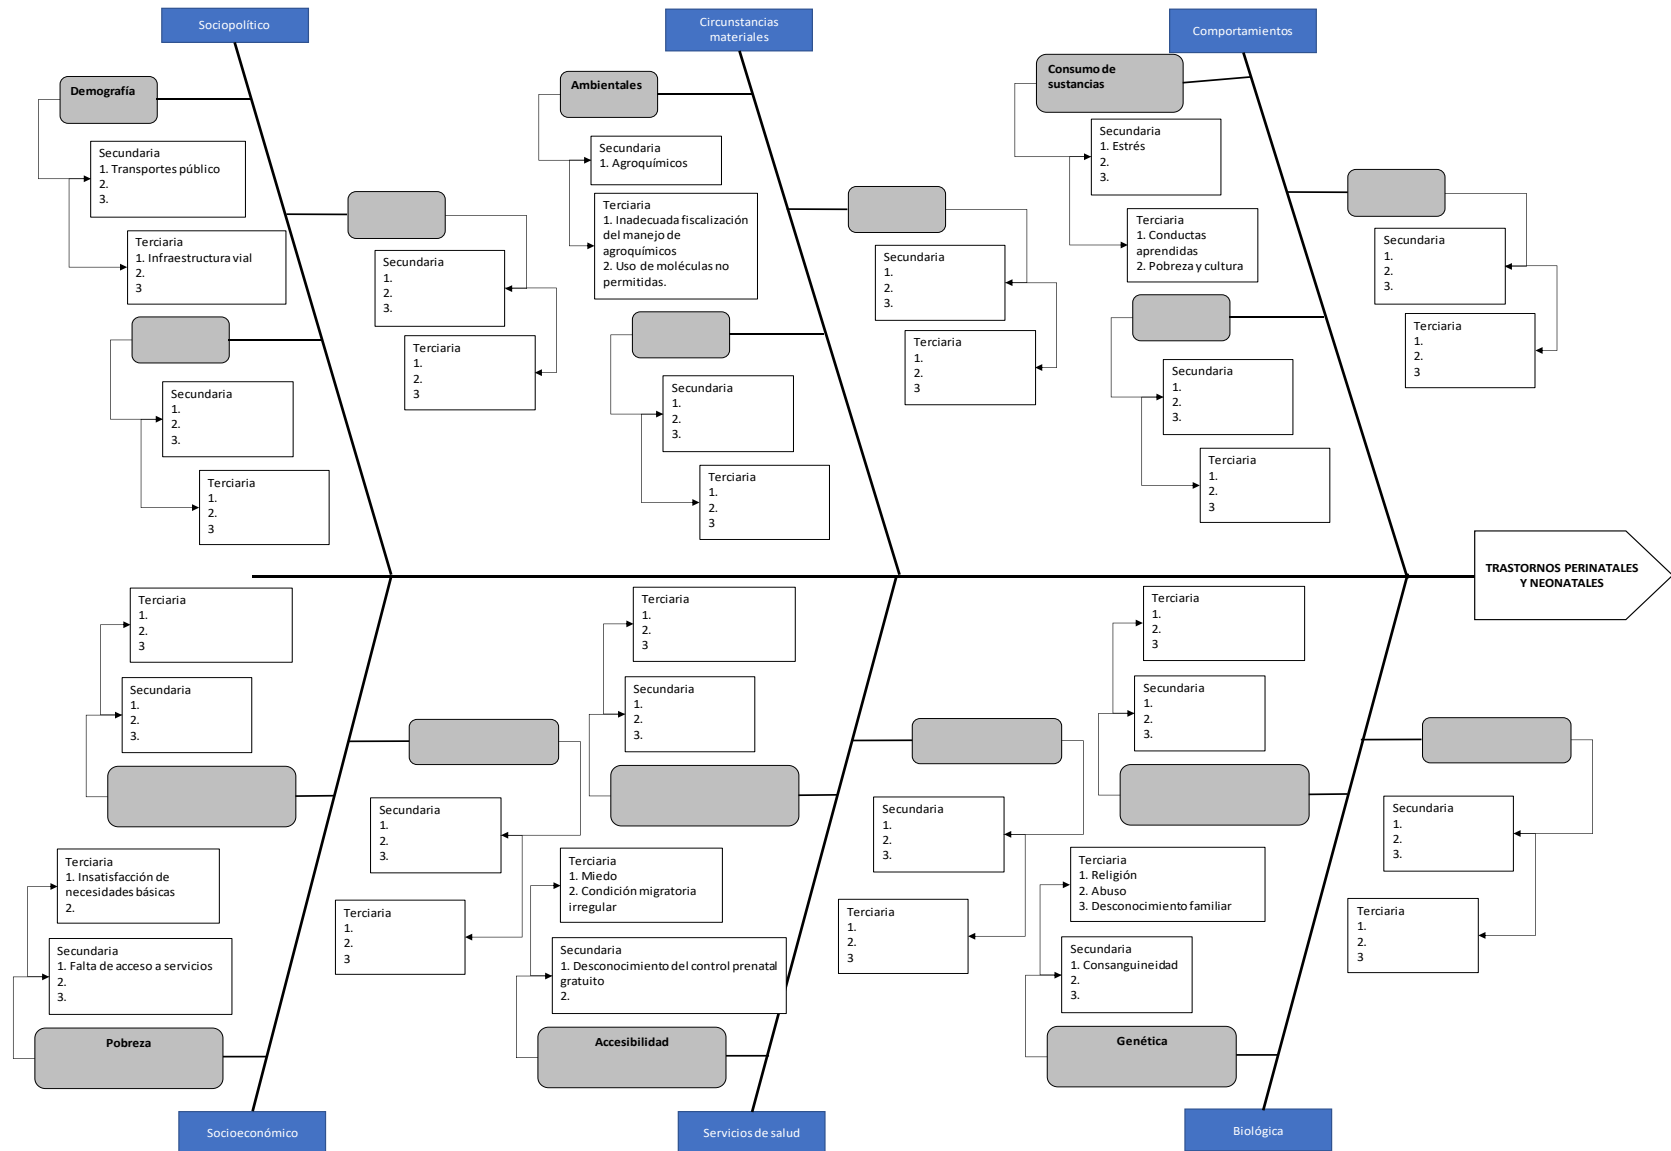 Sociopolítico
Demografía
Secundaria
1. Transportes público
2.
3.
Terciaria
1. Infraestructura vial
2.
3
Secundaria
1.
2.
3.
Terciaria
1.
2.
3
Secundaria
1.
2.
3.
Terciaria
1.
2.
3
Circunstancias
materiales
Ambientales
Secundaria
1. Agroquímicos
Terciaria
1. Inadecuada fiscalización
del manejo de
agroquímicos
2. Uso de moléculas no
permitidas.
Secundaria
1.
2.
3.
Terciaria
1.
2.
3
Secundaria
1.
2.
3.
Terciaria
1.
2.
3
Comportamientos
Consumo de
sustancias
Secundaria
1. Estrés
2.
3.
Terciaria
1. Conductas
aprendidas
2. Pobreza y cultura
Secundaria
1.
2.
3.
Terciaria
1.
2.
3
Secundaria
1.
2.
3.
Terciaria
1.
2.
3
TRASTORNOS PERINATALES
Y NEONATALES
Terciaria
1.
2.
3
Secundaria
1.
2.
3.
Secundaria
1.
2.
3.
Terciaria
1.
2.
3
Terciaria
1. Insatisfacción de
necesidades básicas
2.
Secundaria
1. Falta de acceso a servicios
2.
3.
Pobreza
Socioeconómico
Terciaria
1.
2.
3
Secundaria
1.
2.
3.
Secundaria
1.
2.
3.
Terciaria
1.
2.
3
Terciaria
1. Miedo
2. Condición migratoria
irregular
Secundaria
1. Desconocimiento del control prenatal
gratuito
2.
Accesibilidad
Servicios de salud
Terciaria
1.
2.
3
Secundaria
1.
2.
3.
Secundaria
1.
2.
3.
Terciaria
1.
2.
3
Terciaria
1. Religión
2. Abuso
3. Desconocimiento familiar
Secundaria
1. Consanguineidad
2.
3.
Genética
Biológica